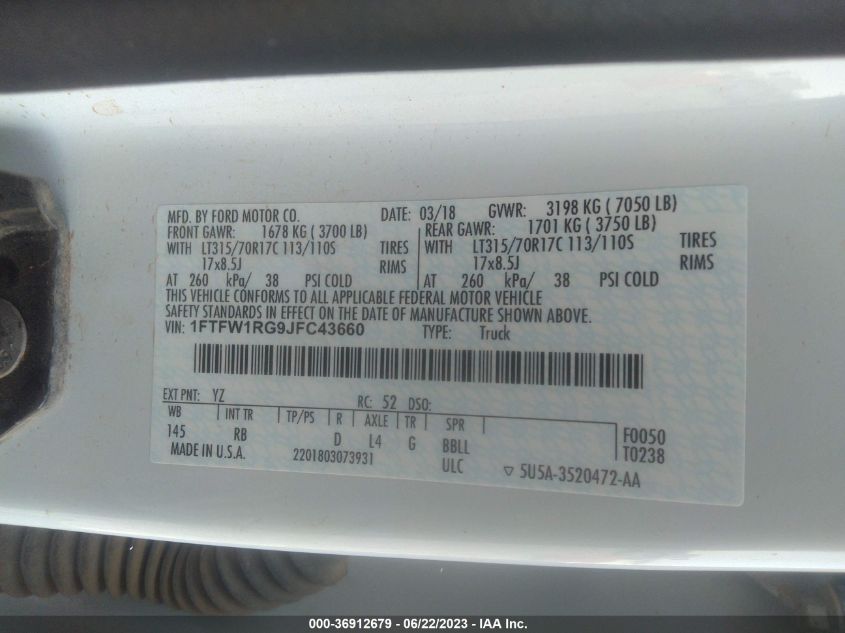 MFD. BY FORD MOTOR CO. DATE: 03/18 GVWR: 3198 KG ( 7050 LB)
FRONT GAWR: 1678 KG ( 3700 LB) REAR GAWR: 1701 KG ( 3750 LB)
WITH LT315/70R17C 113/110S TIRES WITH LT315/70R17C 113/110S TIRES
17x8.5J RIMS 17x8.5J RIMS
AT 260 kPa/ 38 PSI COLD AT 260 kPa/ 38 PSI COLD
THIS VEHICLE CONFORMS TO ALL APPLICABLE FEDERAL MOTOR VEHICLE
SAFETY STANDARDS IN EFFECT ON THE DATE OF MANUFACTURE SHOWN ABOVE.
VIN: 1FTFW1RG9JFC43660 TYPE: Truck
EXT PNT: YZ RC: 52 DSO:
WB INT TR TP/PS R AXLE TR SPR F0050
145 RB D L4 G BBLL T0238
MADE IN U.S.A. 2201803073931 ULC ▽ 5U5A-3520472-AA
000-36912679 - 06/22/2023 - IAA Inc.